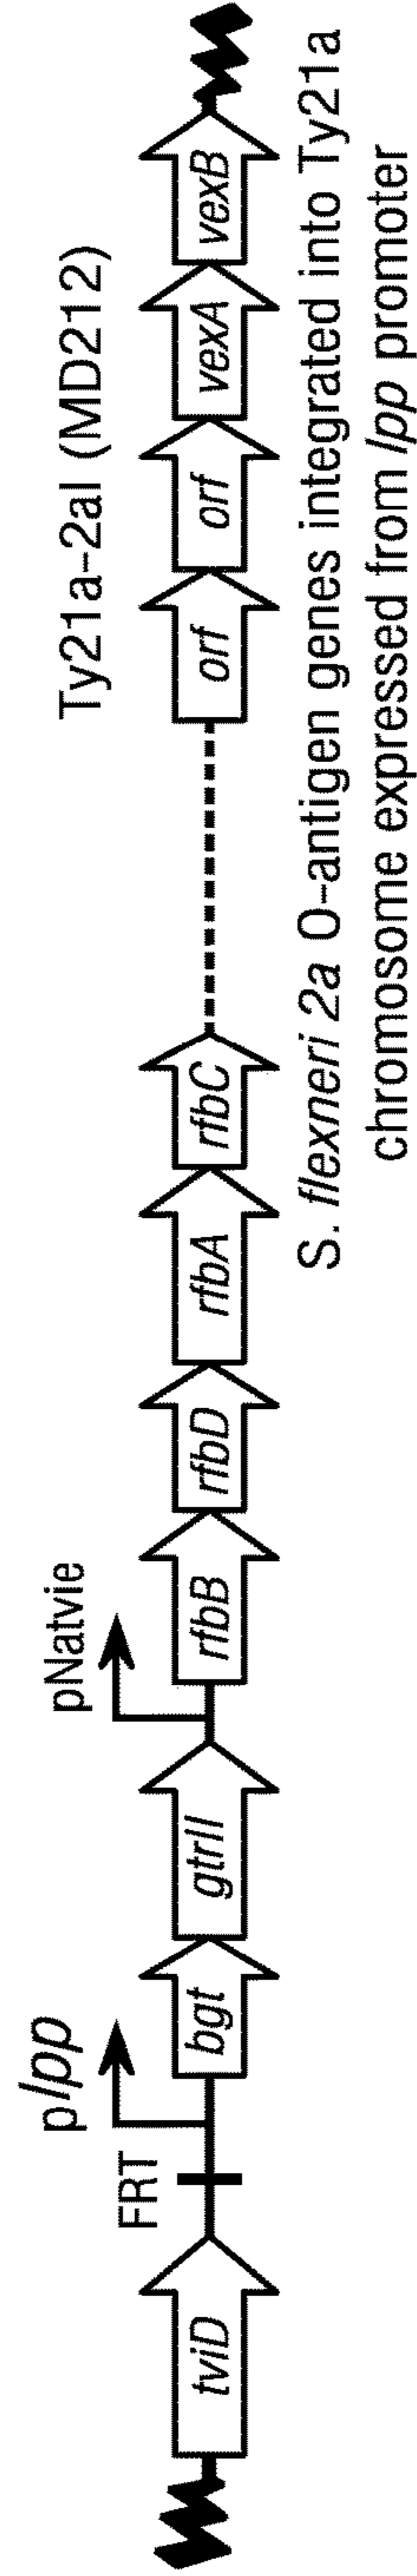 Ty21a-2aI (MD212)
plpp
pNatvie
FRT
tviD
bgt
gtrII
rfbB
rfbD
rfbA
rfbC
orf
orf
vexA
vexB
S. flexneri 2a O-antigen genes integrated into Ty21a
chromosome expressed from lpp promoter